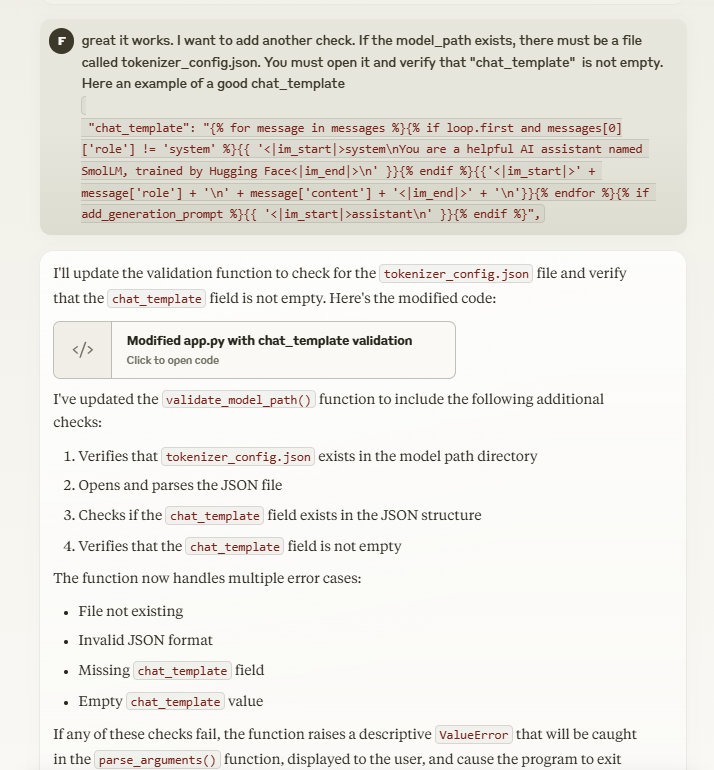 F
great it works. I want to add another check. If the model_path exists, there must be a file
called tokenizer_config.json. You must open it and verify that "chat_template" is not empty.
Here an example of a good chat_template
"chat_template": "{% for message in messages %}{% if loop.first and messages[0]
['role'] != 'system' %}{{ '<|im_start|>system\nYou are a helpful AI assistant named
SmolLM, trained by Hugging Face<|im_end|>\n' }}{% endif %}{{'<|im_start|>' +
message['role'] + '\n' + message['content'] + '<|im_end|>' + '\n'}}{% endfor %}{% if
add_generation_prompt %}{{ '<|im_start|>assistant\n' }}{% endif %}",
I'll update the validation function to check for the tokenizer_config.json file and verify
that the chat_template field is not empty. Here's the modified code:
</> Modified app.py with chat_template validation
Click to open code
I've updated the validate_model_path() function to include the following additional
checks:
1. Verifies that tokenizer_config.json exists in the model path directory
2. Opens and parses the JSON file
3. Checks if the chat_template field exists in the JSON structure
4. Verifies that the chat_template field is not empty
The function now handles multiple error cases:
• File not existing
• Invalid JSON format
• Missing chat_template field
• Empty chat_template value
If any of these checks fail, the function raises a descriptive ValueError that will be caught
in the parse_arguments() function, displayed to the user, and cause the program to exit